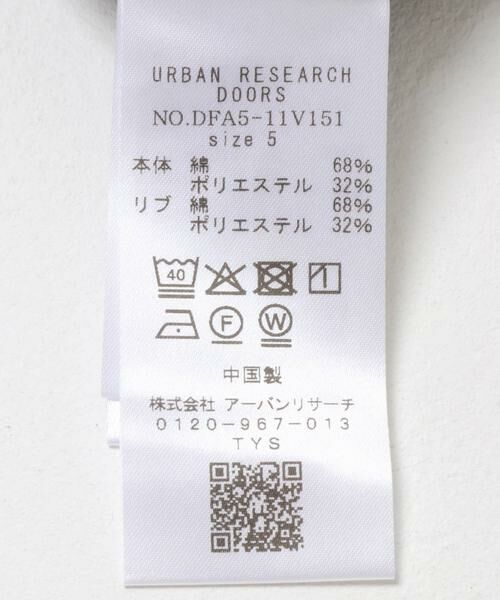 URBAN RESEARCH
DOORS
NO.DFA5-11V151
size 5
本体 綿 68%
ポリエステル 32%
リブ 綿 68%
ポリエステル 32%
40
F W
中国製
株式会社 アーバンリサーチ
0120-967-013
TYS